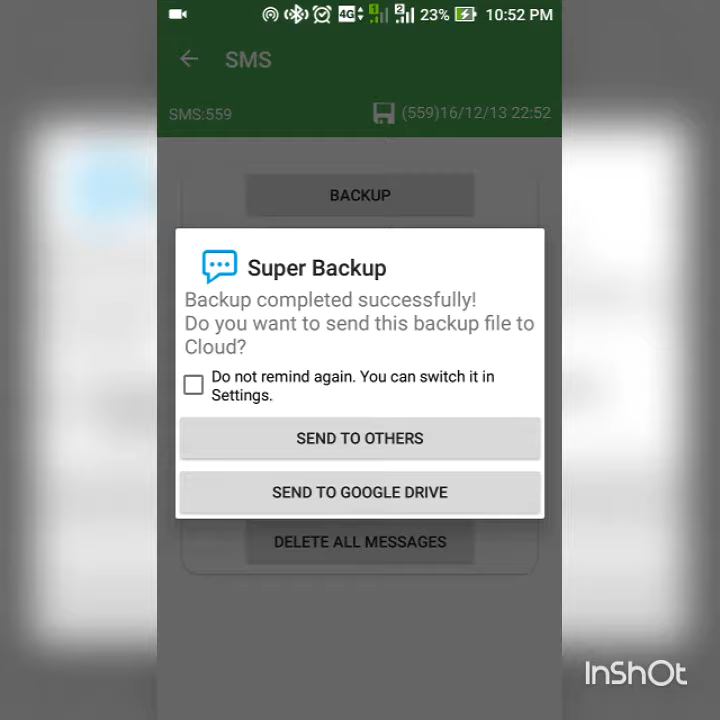 4G 1 2 23% 10:52 PM
SMS
SMS:559 (559)16/12/13 22:52
BACKUP
Super Backup
Backup completed successfully!
Do you want to send this backup file to
Cloud?
Do not remind again. You can switch it in
Settings.
SEND TO OTHERS
SEND TO GOOGLE DRIVE
DELETE ALL MESSAGES
InShOt